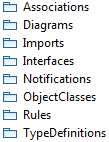 Associations
Diagrams
Imports
Interfaces
Notifications
ObjectClasses
Rules
TypeDefinitions